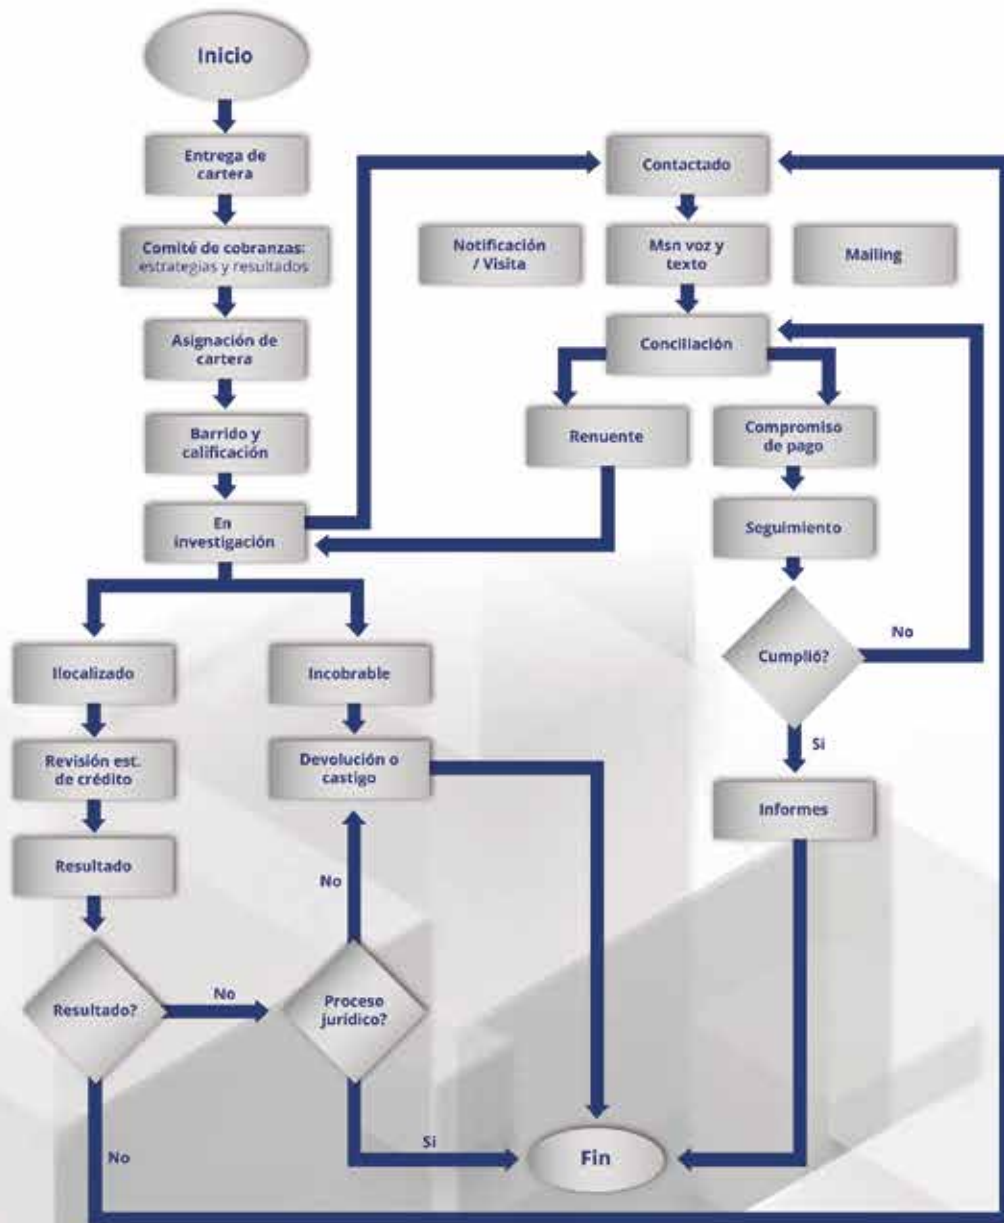 Inicio
Entrega de
cartera
Comité de cobranzas:
estrategias y resultados
Asignación de
cartera
Barrido y
calificación
En
investigación
Contactado
Notificación
/ Visita
Msn voz y
texto
Mailing
Conciliación
Renuente
Compromiso
de pago
Seguimiento
Cumplió?
No
Si
Informes
Ilocalizado
Incobrable
Revisión est.
de crédito
Devolución o
castigo
Resultado
No
Resultado?
No
Proceso
jurídico?
No
Si
Fin